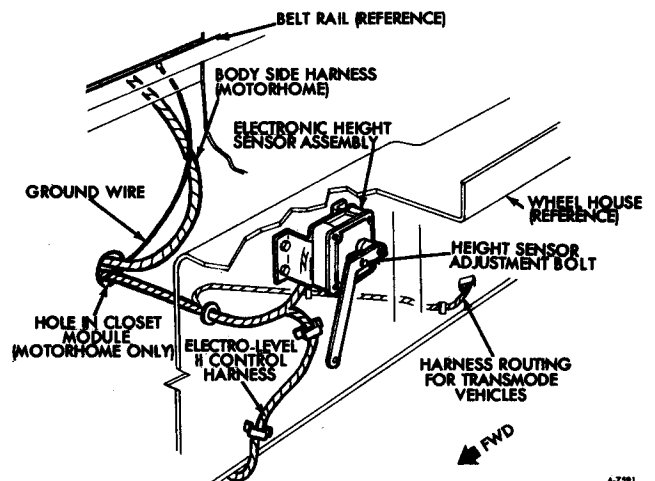 BELT RAIL (REFERENCE)
BODY SIDE HARNESS
(MOTORHOME)
ELECTRONIC HEIGHT
SENSOR ASSEMBLY
GROUND WIRE
WHEEL HOUSE
(REFERENCE)
HEIGHT SENSOR
ADJUSTMENT BOLT
HOLE IN CLOSET
MODULE
(MOTORHOME ONLY)
ELECTRO-LEVEL
II CONTROL
HARNESS
HARNESS ROUTING
FOR TRANSMODE
VEHICLES
FWD